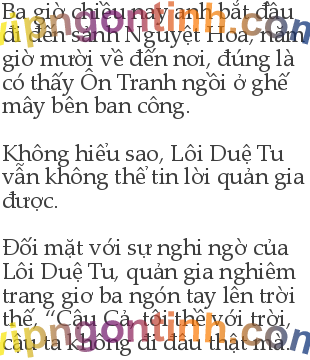 Ba giờ chiều nay anh bắt đầu
đi đến sảnh Nguyệt Hoa, năm
giờ mười về đến nơi, đúng là
có thấy Ôn Tranh ngồi ở ghế
mây bên ban công.
Không hiểu sao, Lôi Duệ Tu
vẫn không thể tin lời quản gia
được.
Đối mặt với sự nghi ngờ của
Lôi Duệ Tu, quản gia nghiêm
trang giơ ba ngón tay lên trời
thề, “Cậu Cả, tôi thề với trời,
cậu ta không đi đâu thật mà.